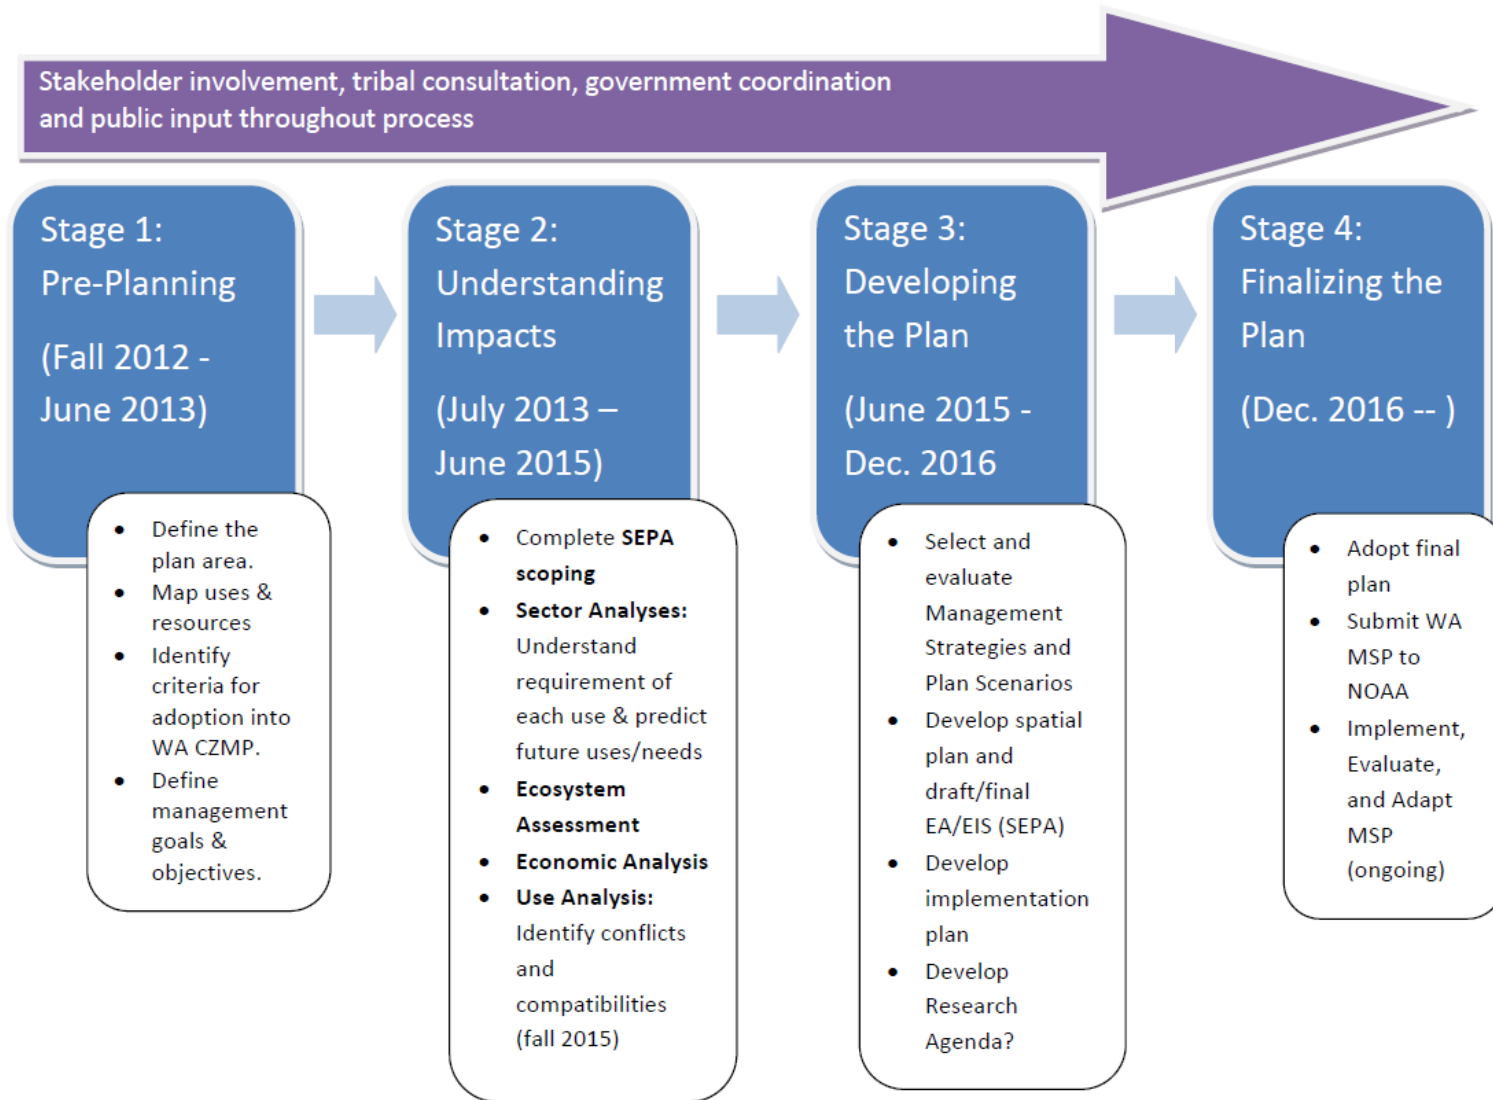 Stakeholder involvement, tribal consultation, government coordination
and public input throughout process
Stage 1:
Pre-Planning
(Fall 2012 -
June 2013)
• Define the
plan area.
• Map uses &
resources
• Identify
criteria for
adoption into
WA CZMP.
• Define
management
goals &
objectives.
Stage 2:
Understanding
Impacts
(July 2013 –
June 2015)
• Complete SEPA
scoping
• Sector Analyses:
Understand
requirement of
each use & predict
future uses/needs
• Ecosystem
Assessment
• Economic Analysis
• Use Analysis:
Identify conflicts
and
compatibilities
(fall 2015)
Stage 3:
Developing
the Plan
(June 2015 -
Dec. 2016
• Select and
evaluate
Management
Strategies and
Plan Scenarios
• Develop spatial
plan and
draft/final
EA/EIS (SEPA)
• Develop
implementation
plan
• Develop
Research
Agenda?
Stage 4:
Finalizing the
Plan
(Dec. 2016 -- )
• Adopt final
plan
• Submit WA
MSP to
NOAA
• Implement,
Evaluate,
and Adapt
MSP
(ongoing)